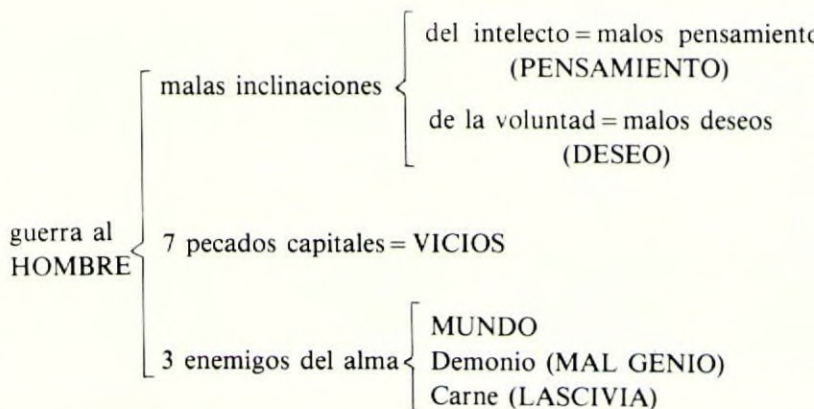 del intelecto = malos pensamiento
(PENSAMIENTO)
malas inclinaciones
de la voluntad = malos deseos
(DESEO)
guerra al
HOMBRE
7 pecados capitales = VICIOS
MUNDO
3 enemigos del alma
Demonio (MAL GENIO)
Carne (LASCIVIA)